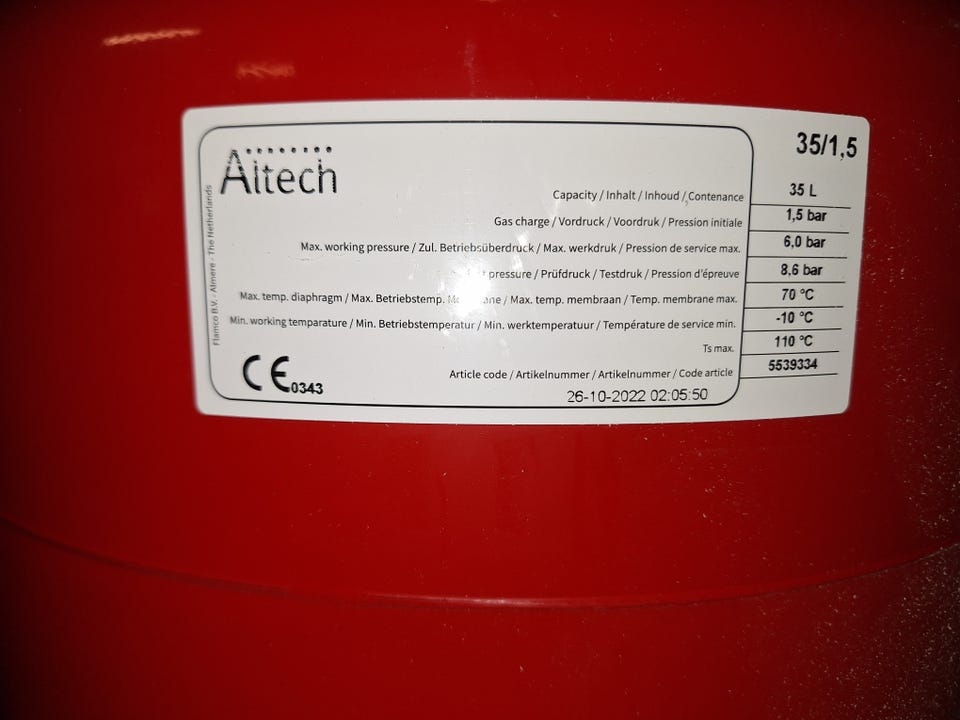 Altech
35/1,5
Capacity / Inhalt / Inhoud / Contenance 35 L
Gas charge / Vordruck / Voordruk / Pression initiale 1,5 bar
Max. working pressure / Zul. Betriebsüberdruck / Max. werkdruk / Pression de service max. 6,0 bar
pressure / Prüfdruck / Testdruk / Pression d'épreuve 8,6 bar
Max. temp. diaphragm / Max. Betriebstemp. / Max. temp. membraan / Temp. membrane max. 70 °C
Min. working temparature / Min. Betriebstemperatur / Min. werktemperatuur / Température de service min. -10 °C
Ts max. 110 °C
Article code / Artikelnummer / Artikelnummer / Code article 5539334
26-10-2022 02:05:50
CE 0343
Flamco B.V. - Almere - The Netherlands